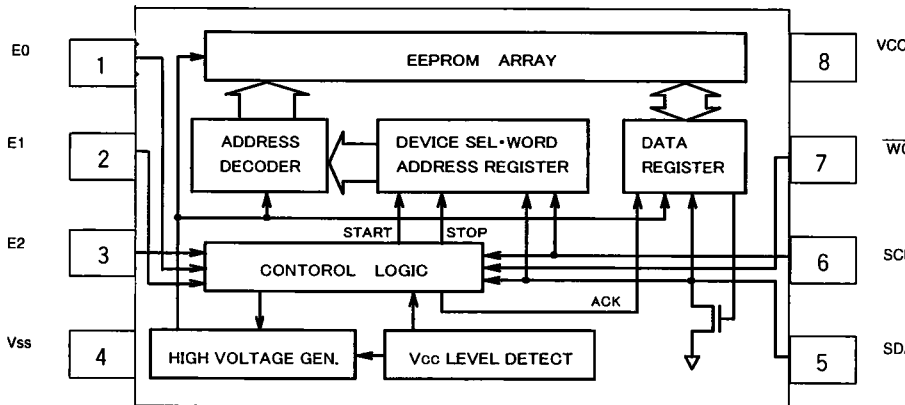 E0
1
EEPROM ARRAY
8
VCC
E1
2
ADDRESS
DECODER
DEVICE SEL・WORD
ADDRESS REGISTER
DATA
REGISTER
7
E2
3
START
STOP
CONTOROL LOGIC
6
ACK
Vss
4
HIGH VOLTAGE GEN.
Vcc LEVEL DETECT
5